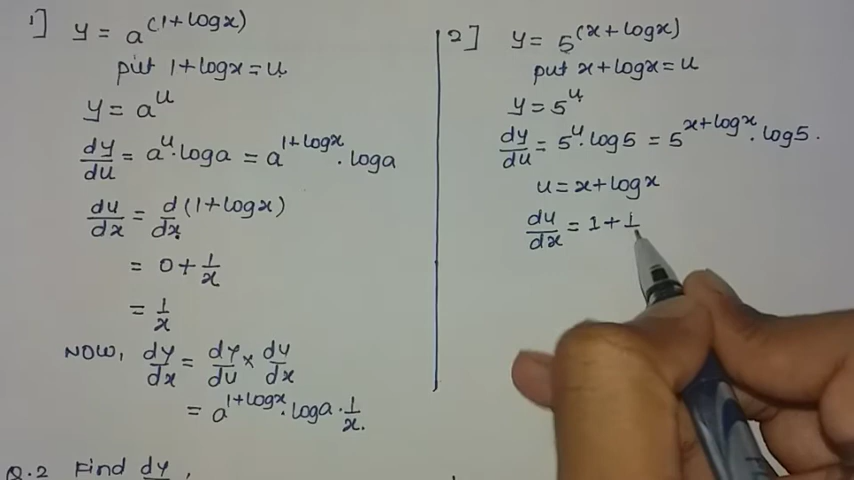 1] y = a^(1+logx)
put 1+logx = u
y = a^u
dy/du = a^u · loga = a^1+logx · loga
du/dx = d/dx (1+logx)
= 0 + 1/x
= 1/x
NOW, dy/dx = dy/du × du/dx
= a^1+logx · loga · 1/x.
Q.2 Find dy
2] y = 5^(x+logx)
put x+logx = u
y = 5^u
dy/du = 5^u · log5 = 5^x+logx · log5.
u = x+logx
du/dx = 1 + 1